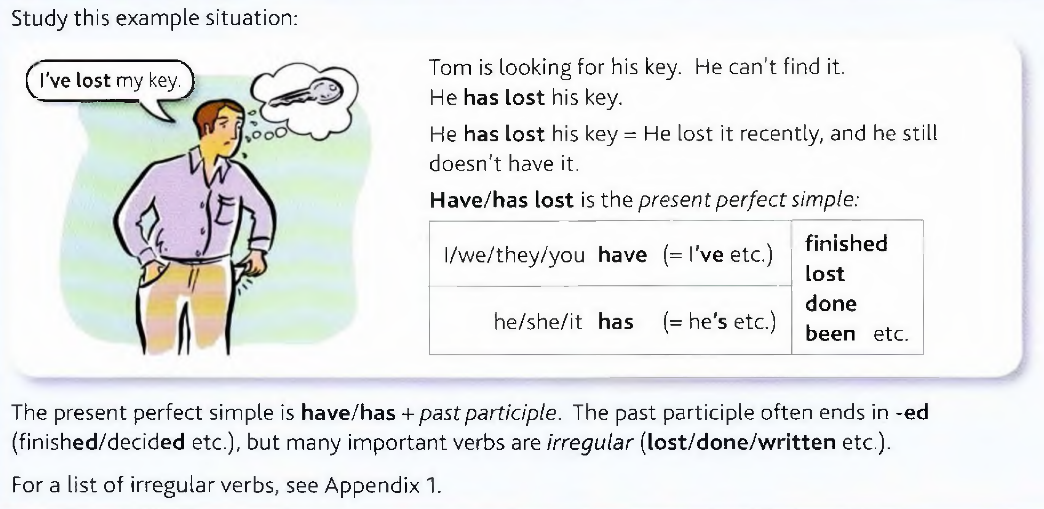 Study this example situation:
I've lost my key.
Tom is looking for his key. He can't find it.
He has lost his key.
He has lost his key = He lost it recently, and he still
doesn't have it.
Have/has lost is the present perfect simple:
I/we/they/you have (= I've etc.)
he/she/it has (= he's etc.)
finished
lost
done
been etc.
The present perfect simple is have/has + past participle. The past participle often ends in -ed
(finished/decided etc.), but many important verbs are irregular (lost/done/written etc.).
For a list of irregular verbs, see Appendix 1.